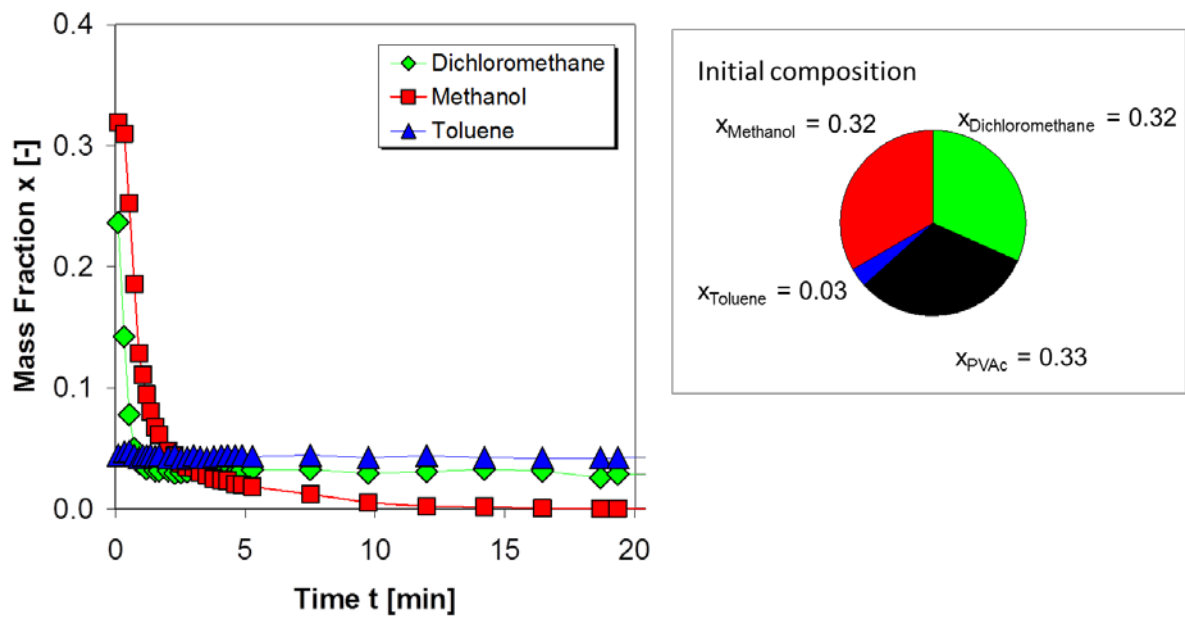 0.4
0.3
0.2
0.1
0.0
Mass Fraction x [-]
0
5
10
15
20
Time t [min]
Dichloromethane
Methanol
Toluene
Initial composition
xMethanol = 0.32
xDichloromethane = 0.32
xToluene = 0.03
xPVAc = 0.33